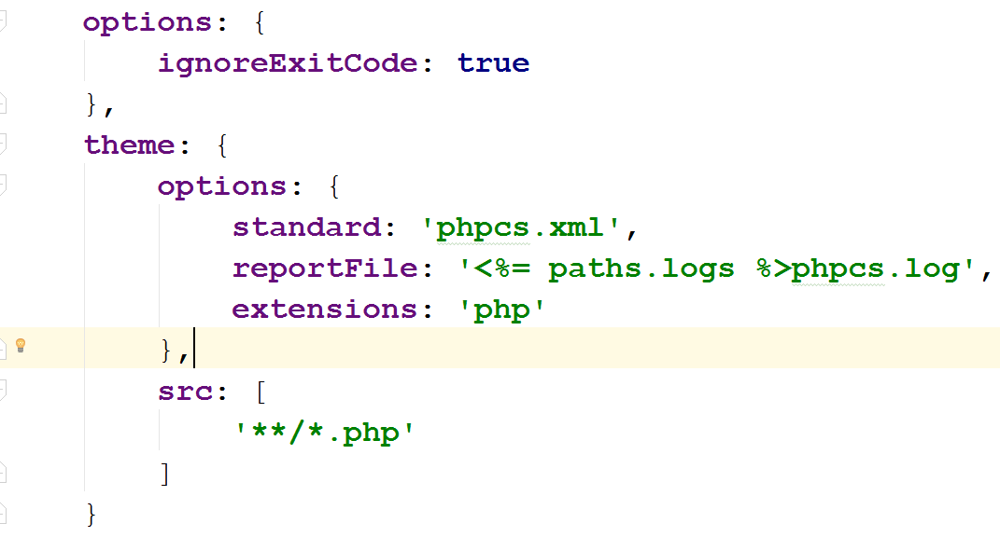 options: {
    ignoreExitCode: true
},
theme: {
    options: {
        standard: 'phpcs.xml',
        reportFile: '<%= paths.logs %>phpcs.log',
        extensions: 'php'
    },
    src: [
        '**/*.php'
    ]
}